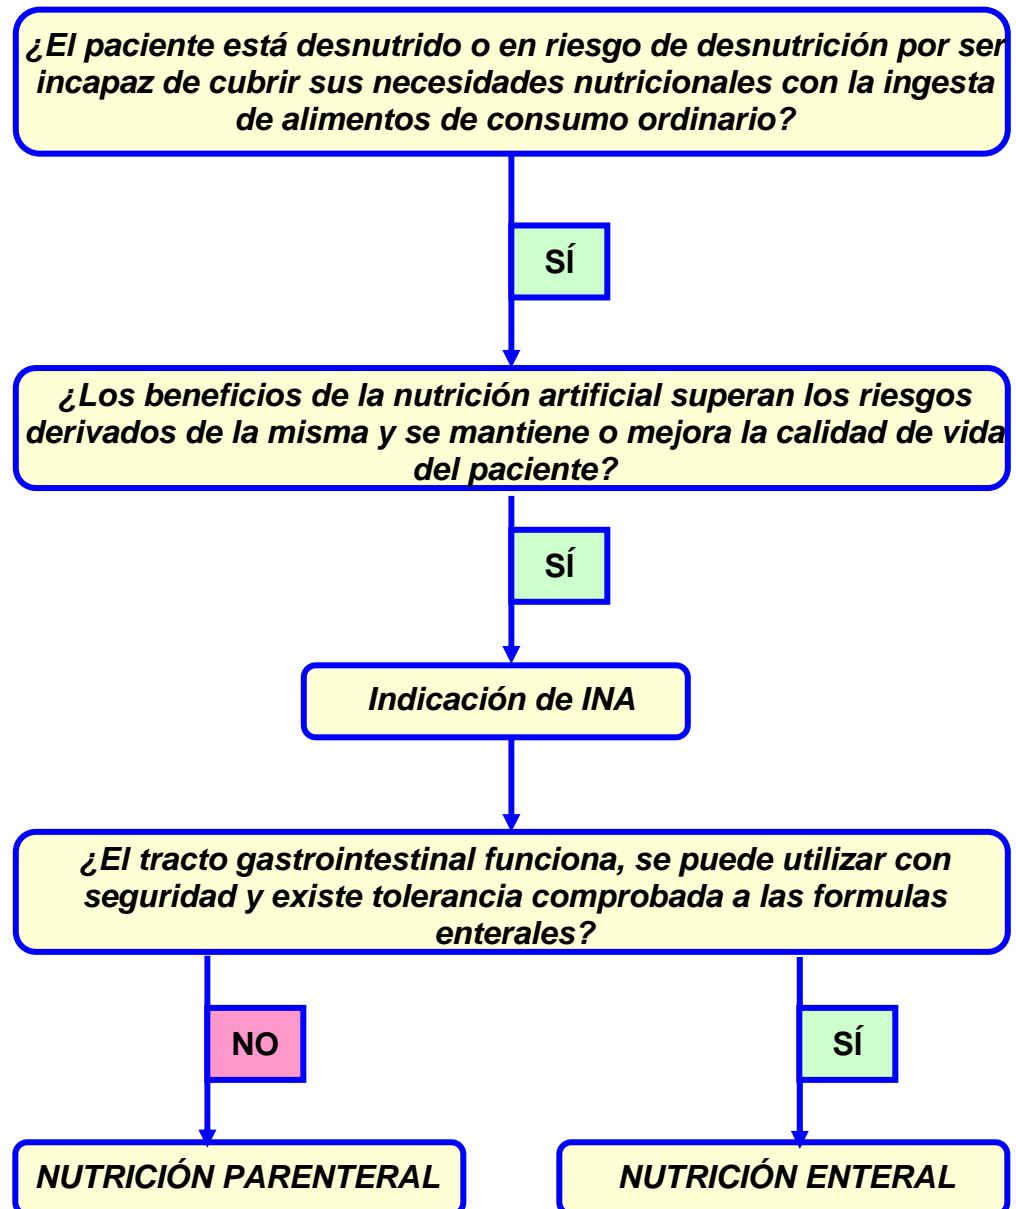 ¿El paciente está desnutrido o en riesgo de desnutrición por ser
incapaz de cubrir sus necesidades nutricionales con la ingesta
de alimentos de consumo ordinario?
SÍ
¿Los beneficios de la nutrición artificial superan los riesgos
derivados de la misma y se mantiene o mejora la calidad de vida
del paciente?
SÍ
Indicación de INA
¿El tracto gastrointestinal funciona, se puede utilizar con
seguridad y existe tolerancia comprobada a las formulas
enterales?
NO
SÍ
NUTRICIÓN PARENTERAL
NUTRICIÓN ENTERAL